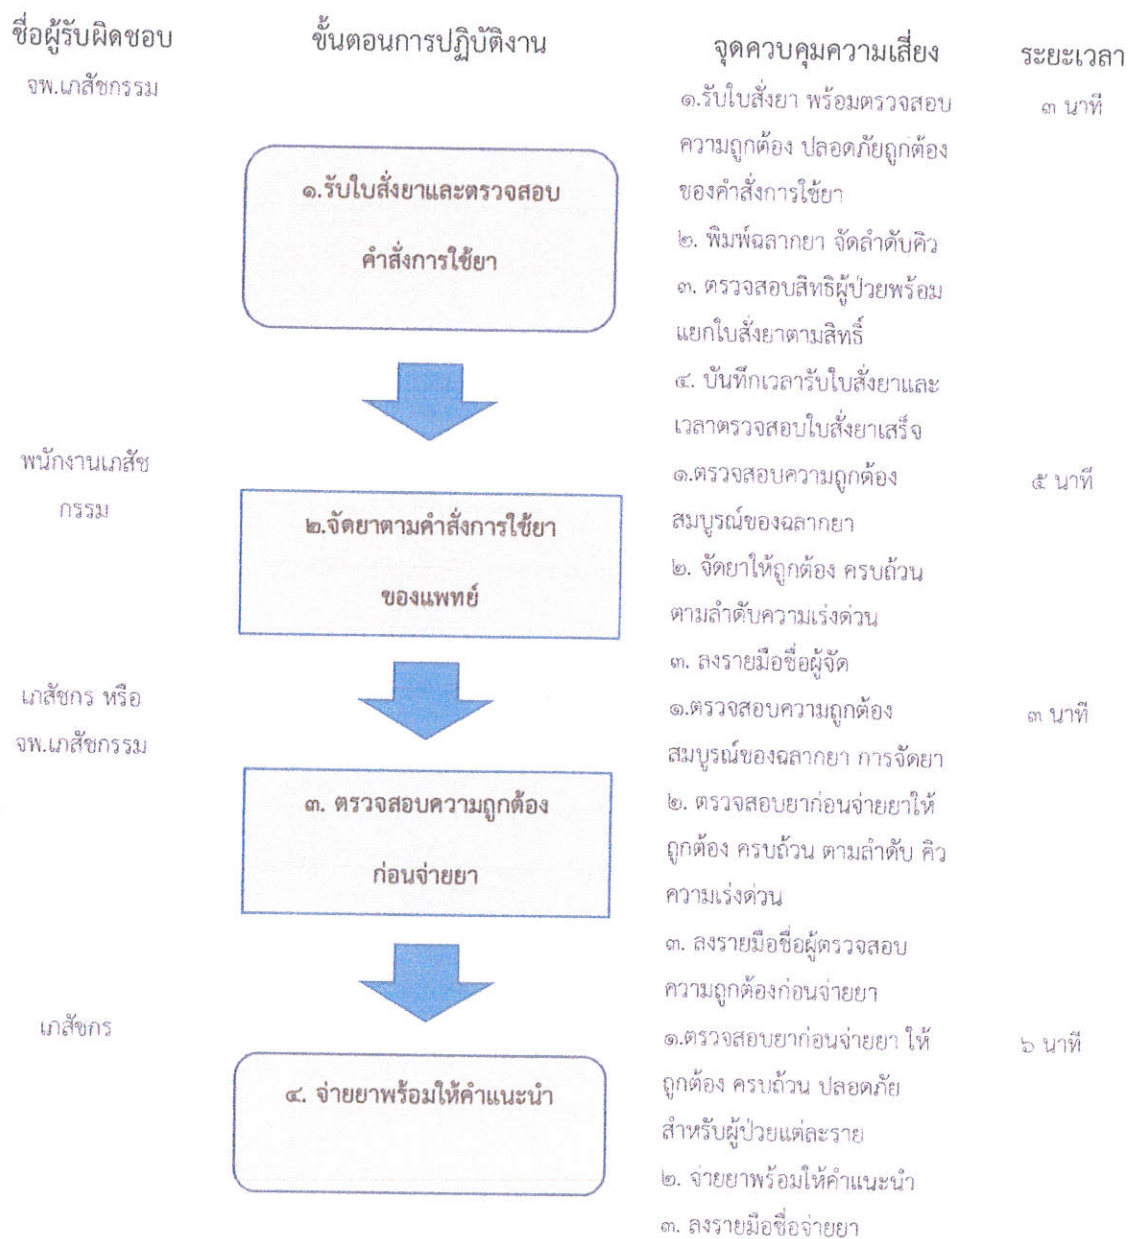 ชื่อผู้รับผิดชอบ
ขั้นตอนการปฏิบัติงาน
จุดควบคุมความเสี่ยง
ระยะเวลา
จพ.เภสัชกรรม
๑.รับใบสั่งยาและตรวจสอบ
คำสั่งการใช้ยา
๑.รับใบสั่งยา พร้อมตรวจสอบ
ความถูกต้อง ปลอดภัยถูกต้อง
ของคำสั่งการใช้ยา
๒. พิมพ์ฉลากยา จัดลำดับคิว
๓. ตรวจสอบสิทธิผู้ป่วยพร้อม
แยกใบสั่งยาตามสิทธิ์
๔. บันทึกเวลารับใบสั่งยาและ
เวลาตรวจสอบใบสั่งยาเสร็จ
๓ นาที
พนักงานเภสัช
กรรม
๒.จัดยาตามคำสั่งการใช้ยา
ของแพทย์
๑.ตรวจสอบความถูกต้อง
สมบูรณ์ของฉลากยา
๒. จัดยาให้ถูกต้อง ครบถ้วน
ตามลำดับความเร่งด่วน
๓. ลงรายมือชื่อผู้จัด
๕ นาที
เภสัชกร หรือ
จพ.เภสัชกรรม
๓. ตรวจสอบความถูกต้อง
ก่อนจ่ายยา
๑.ตรวจสอบความถูกต้อง
สมบูรณ์ของฉลากยา การจัดยา
๒. ตรวจสอบยาก่อนจ่ายยาให้
ถูกต้อง ครบถ้วน ตามลำดับ คิว
ความเร่งด่วน
๓. ลงรายมือชื่อผู้ตรวจสอบ
ความถูกต้องก่อนจ่ายยา
๓ นาที
เภสัชกร
๔. จ่ายยาพร้อมให้คำแนะนำ
๑.ตรวจสอบยาก่อนจ่ายยา ให้
ถูกต้อง ครบถ้วน ปลอดภัย
สำหรับผู้ป่วยแต่ละราย
๒. จ่ายยาพร้อมให้คำแนะนำ
๓. ลงรายมือชื่อจ่ายยา
๖ นาที